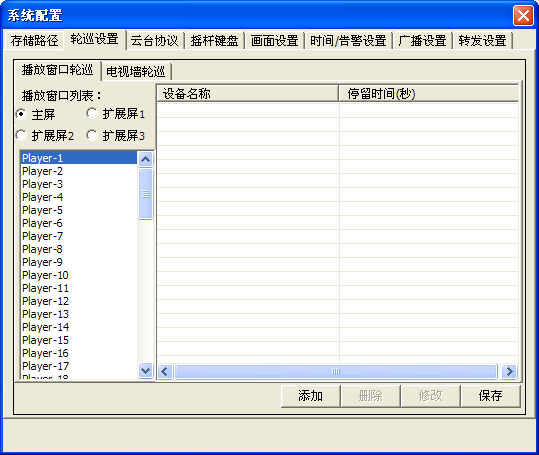 系统配置
存储路径 轮巡设置 云台协议 摇杆键盘 画面设置 时间/告警设置 广播设置 转发设置
播放窗口轮巡 电视墙轮巡
播放窗口列表：
主屏 扩展屏1
扩展屏2 扩展屏3
设备名称 停留时间(秒)
Player-1
Player-2
Player-3
Player-4
Player-5
Player-6
Player-7
Player-8
Player-9
Player-10
Player-11
Player-12
Player-13
Player-14
Player-15
Player-16
Player-17
Player-18
添加 删除 修改 保存